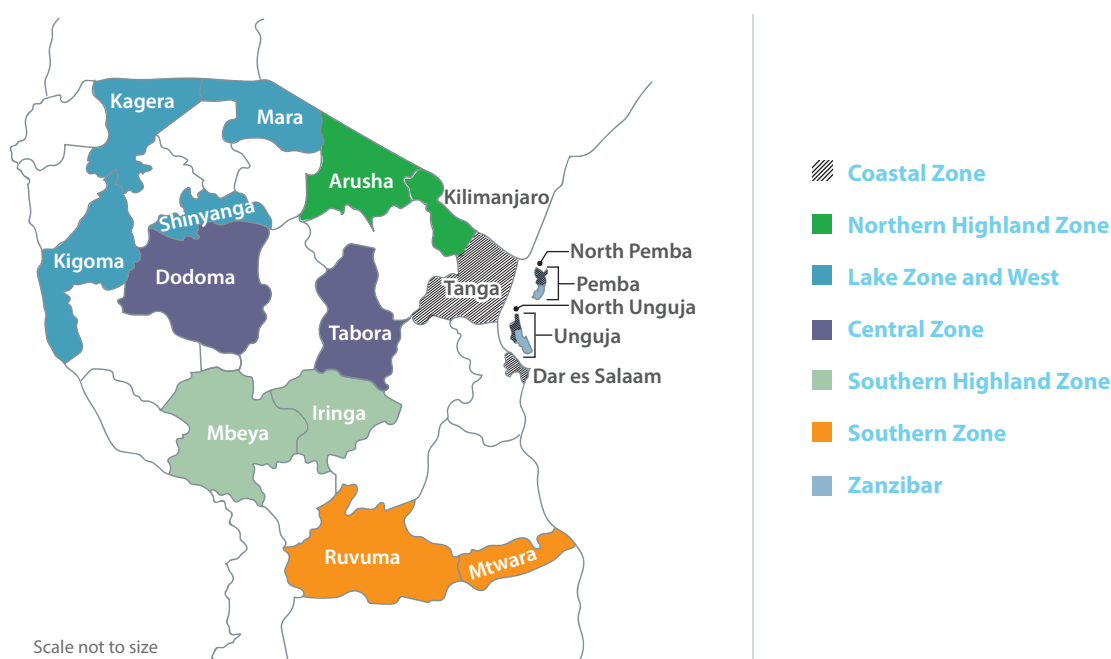 Kagera
Mara
Arusha
Kilimanjaro
Shinyanga
Kigoma
Dodoma
Tabora
Tanga
North Pemba
Pemba
North Unguja
Unguja
Dar es Salaam
Mbeya
Iringa
Ruvuma
Mtwara
Scale not to size
Coastal Zone
Northern Highland Zone
Lake Zone and West
Central Zone
Southern Highland Zone
Southern Zone
Zanzibar